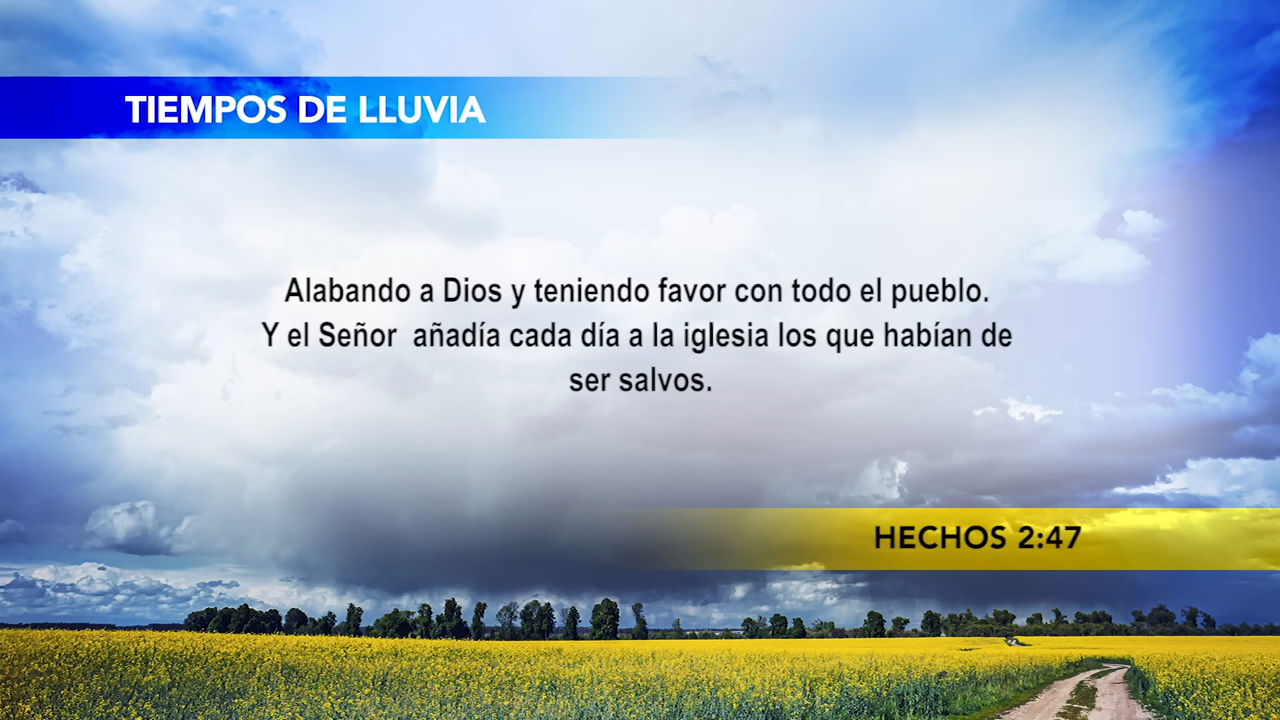 TIEMPOS DE LLUVIA
Alabando a Dios y teniendo favor con todo el pueblo.
Y el Señor  añadía cada día a la iglesia los que habían de
ser salvos.
HECHOS 2:47